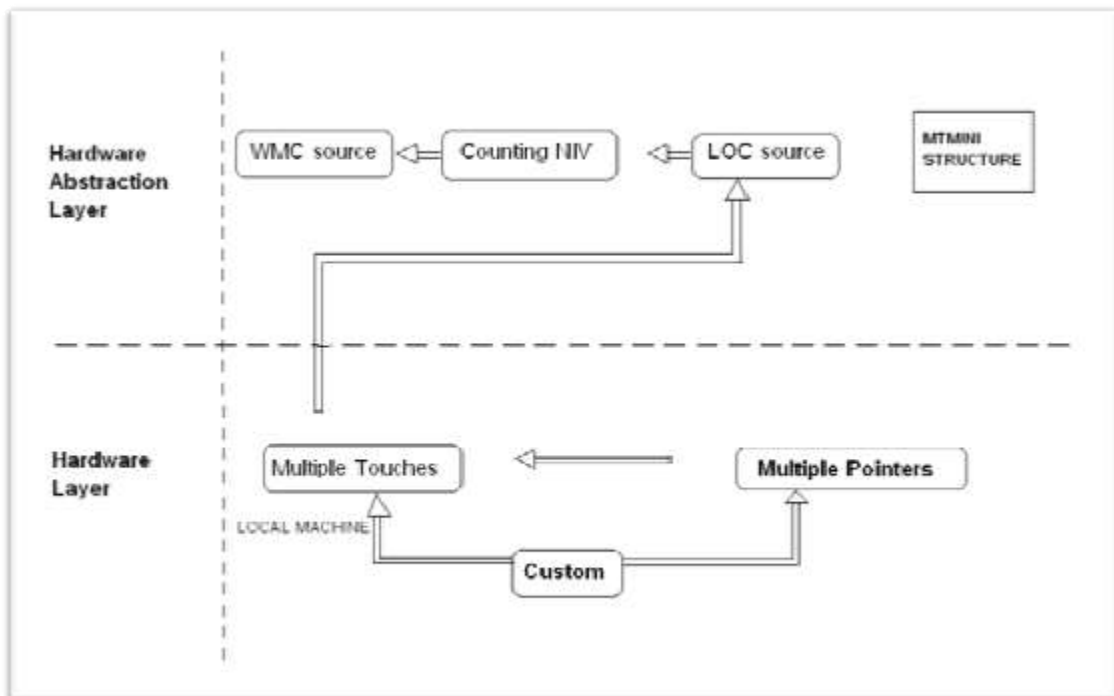 Hardware
Abstraction
Layer
WMC source
Counting NIV
LOC source
MTMINI
STRUCTURE
Hardware
Layer
Multiple Touches
Multiple Pointers
LOCAL MACHINE
Custom